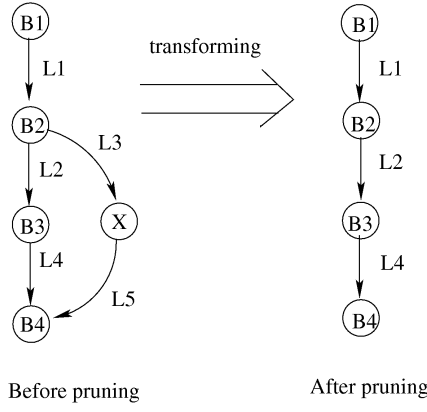 B1
L1
B2
L3
L2
B3
X
L4
L5
B4
Before pruning
transforming
B1
L1
B2
L2
B3
L4
B4
After pruning